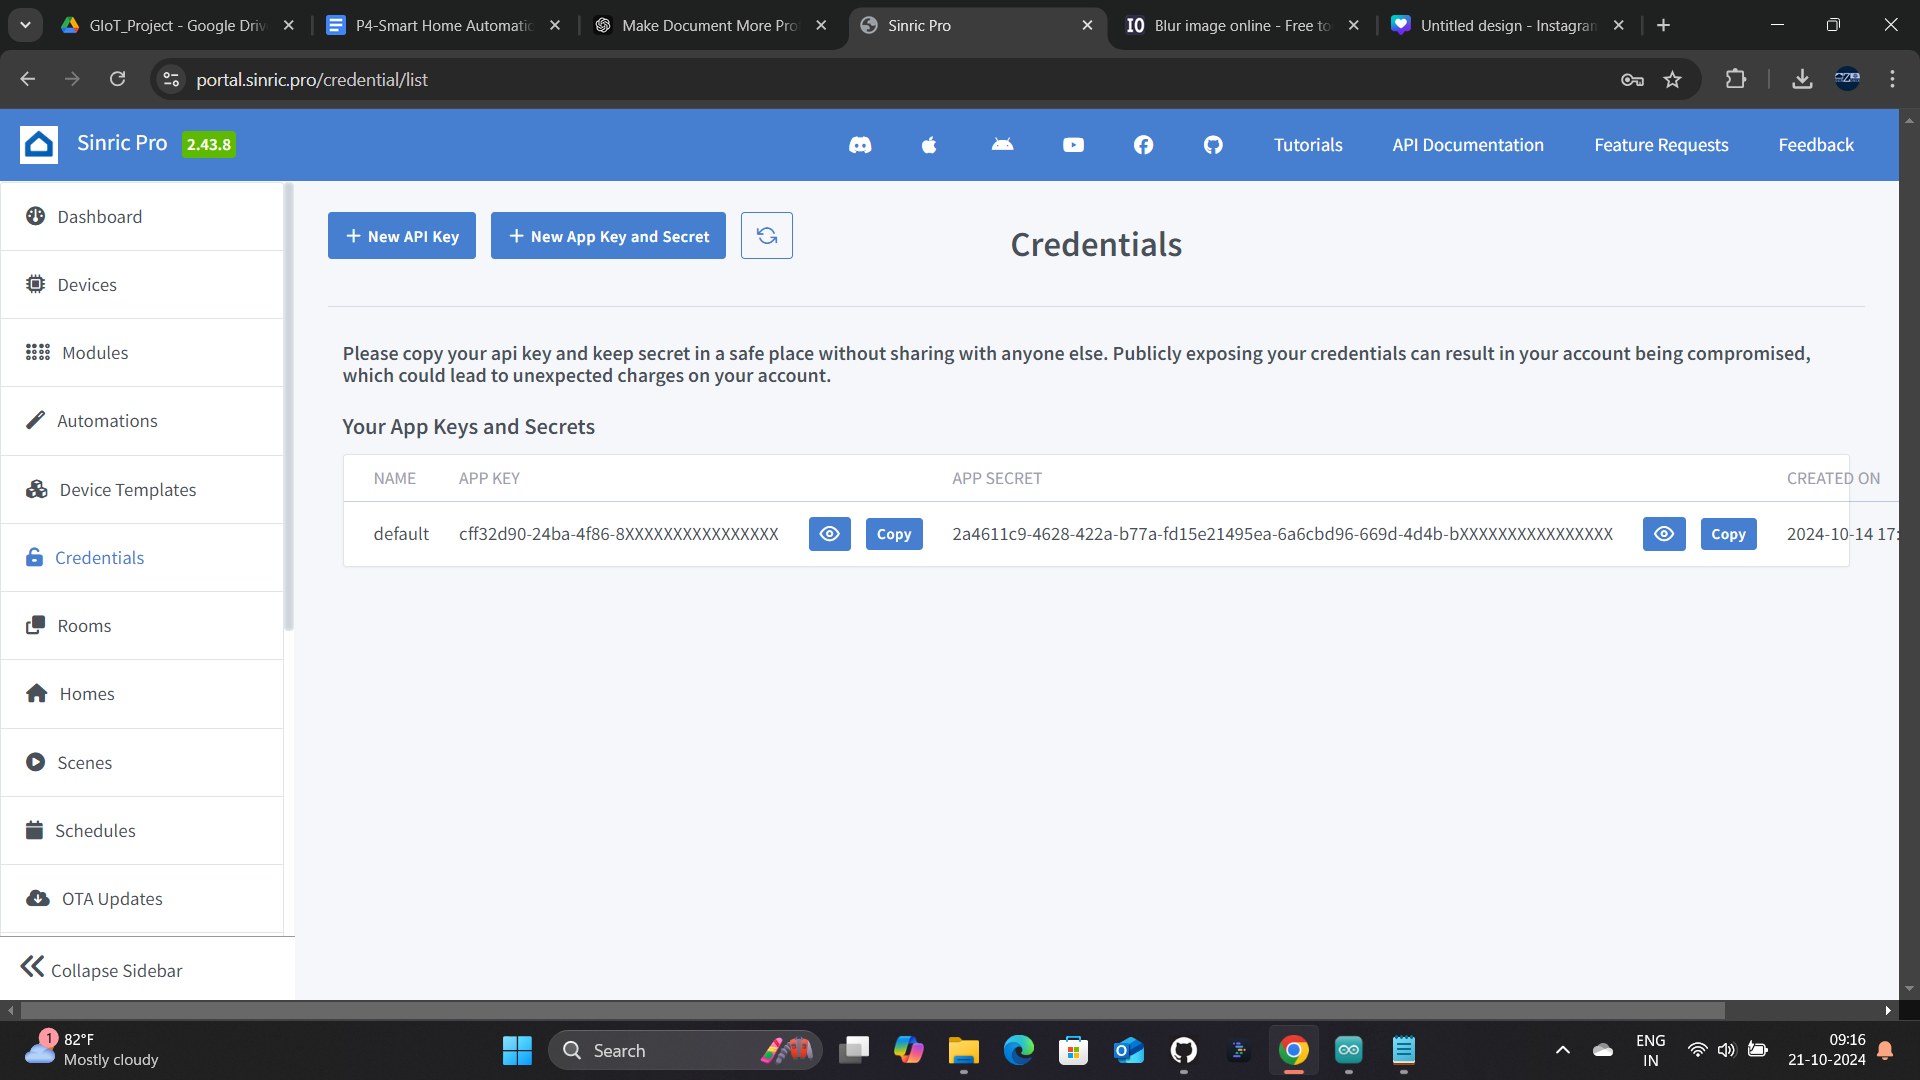 GIoT_Project - Google Driv
P4-Smart Home Automatic
Make Document More Pro
Sinric Pro
IO Blur image online - Free to
Untitled design - Instagram
portal.sinric.pro/credential/list
Sinric Pro 2.43.8
Tutorials
API Documentation
Feature Requests
Feedback
Dashboard
Devices
Modules
Automations
Device Templates
Credentials
Rooms
Homes
Scenes
Schedules
OTA Updates
Collapse Sidebar
New API Key
New App Key and Secret
Credentials
Please copy your api key and keep secret in a safe place without sharing with anyone else. Publicly exposing your credentials can result in your account being compromised,
which could lead to unexpected charges on your account.
Your App Keys and Secrets
NAME APP KEY APP SECRET CREATED ON
default cff32d90-24ba-4f86-8XXXXXXXXXXXXXXXX Copy 2a4611c9-4628-422a-b77a-fd15e21495ea-6a6cbd96-669d-4d4b-bXXXXXXXXXXXXXXXX Copy 2024-10-14 17:
1
82°F
Mostly cloudy
Search
ENG
IN
09:16
21-10-2024